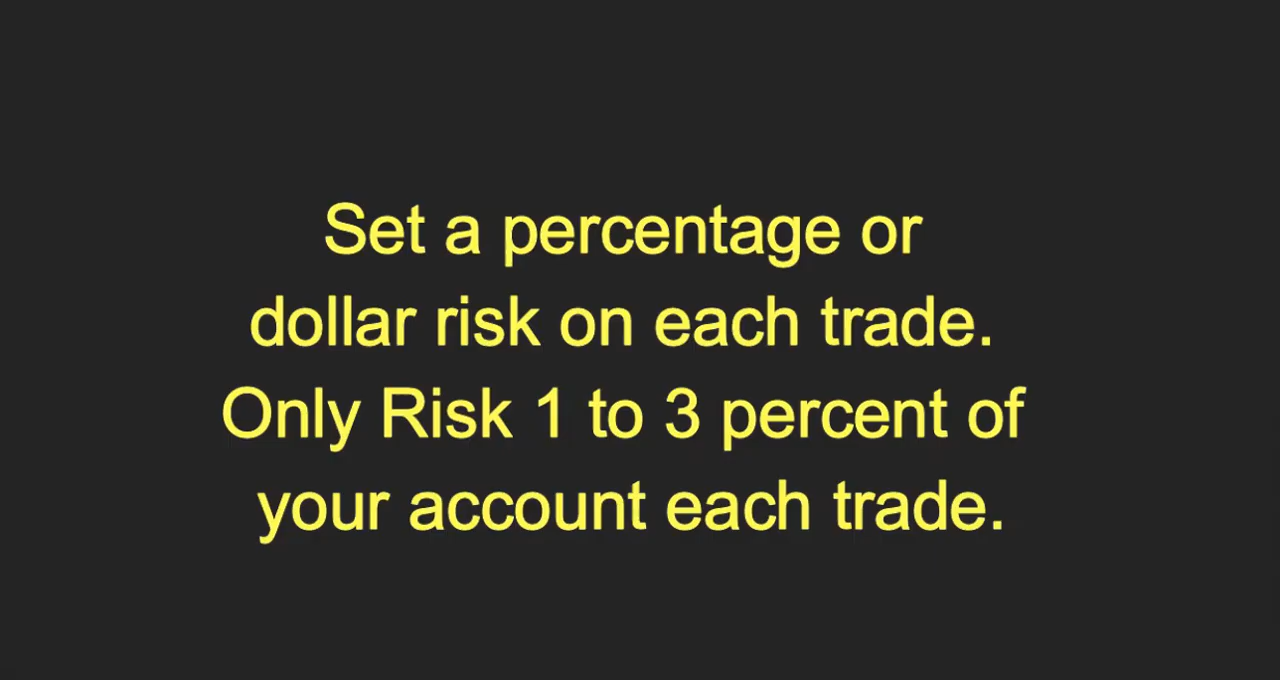 Set a percentage or
dollar risk on each trade.
Only Risk 1 to 3 percent of
your account each trade.